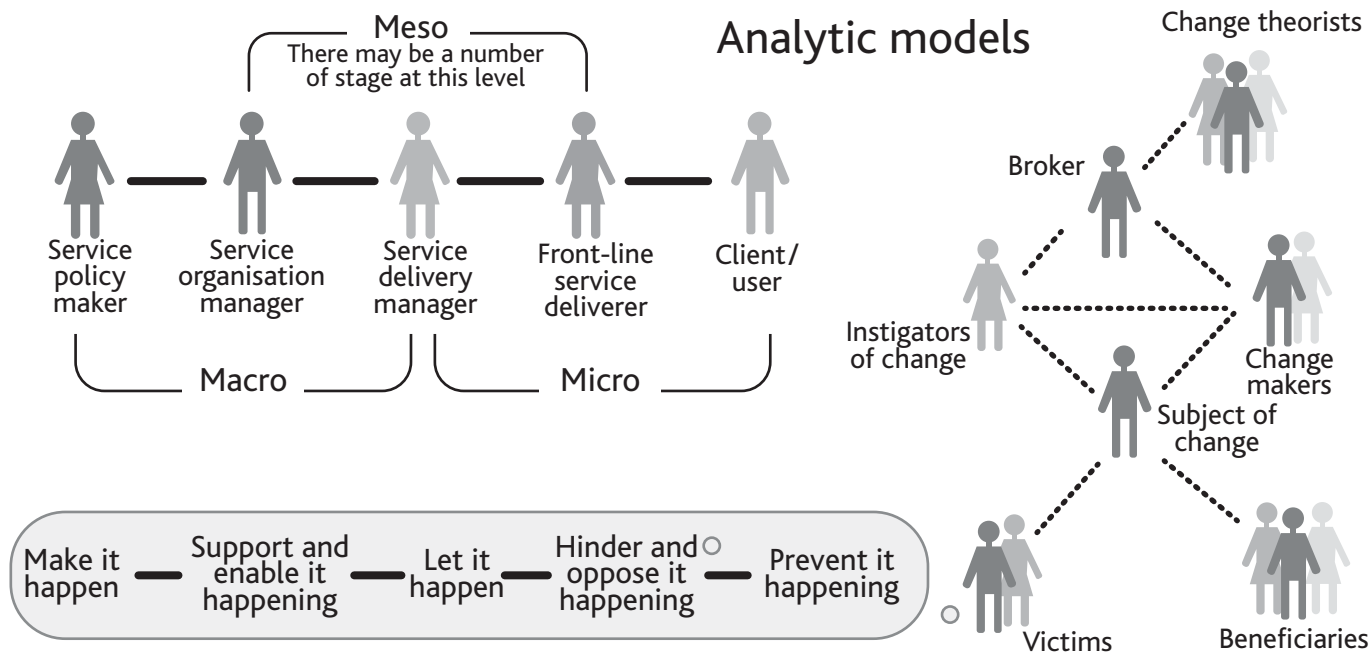 Analytic models
Meso
There may be a number
of stage at this level
Service
policy
maker
Service
organisation
manager
Service
delivery
manager
Front-line
service
deliverer
Client/
user
Macro
Micro
Make it
happen
Support and
enable it
happening
Let it
happen
Hinder and
oppose it
happening
Prevent it
happening
Change theorists
Broker
Instigators
of change
Change
makers
Subject of
change
Victims
Beneficiaries